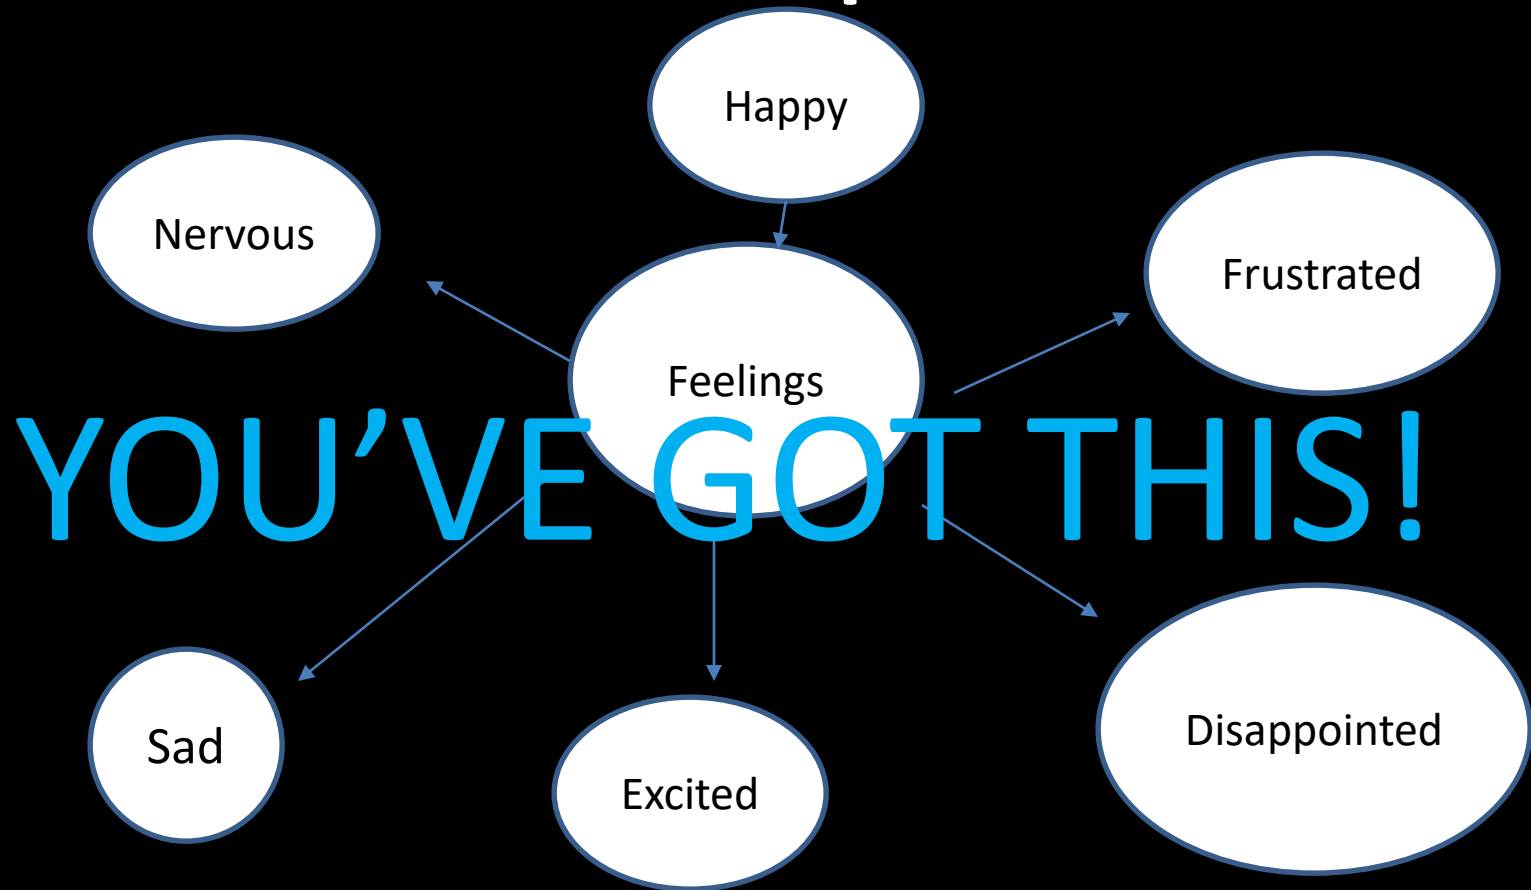 Happy
Nervous
Frustrated
Feelings
YOU’VE GOT THIS!
Sad
Excited
Disappointed